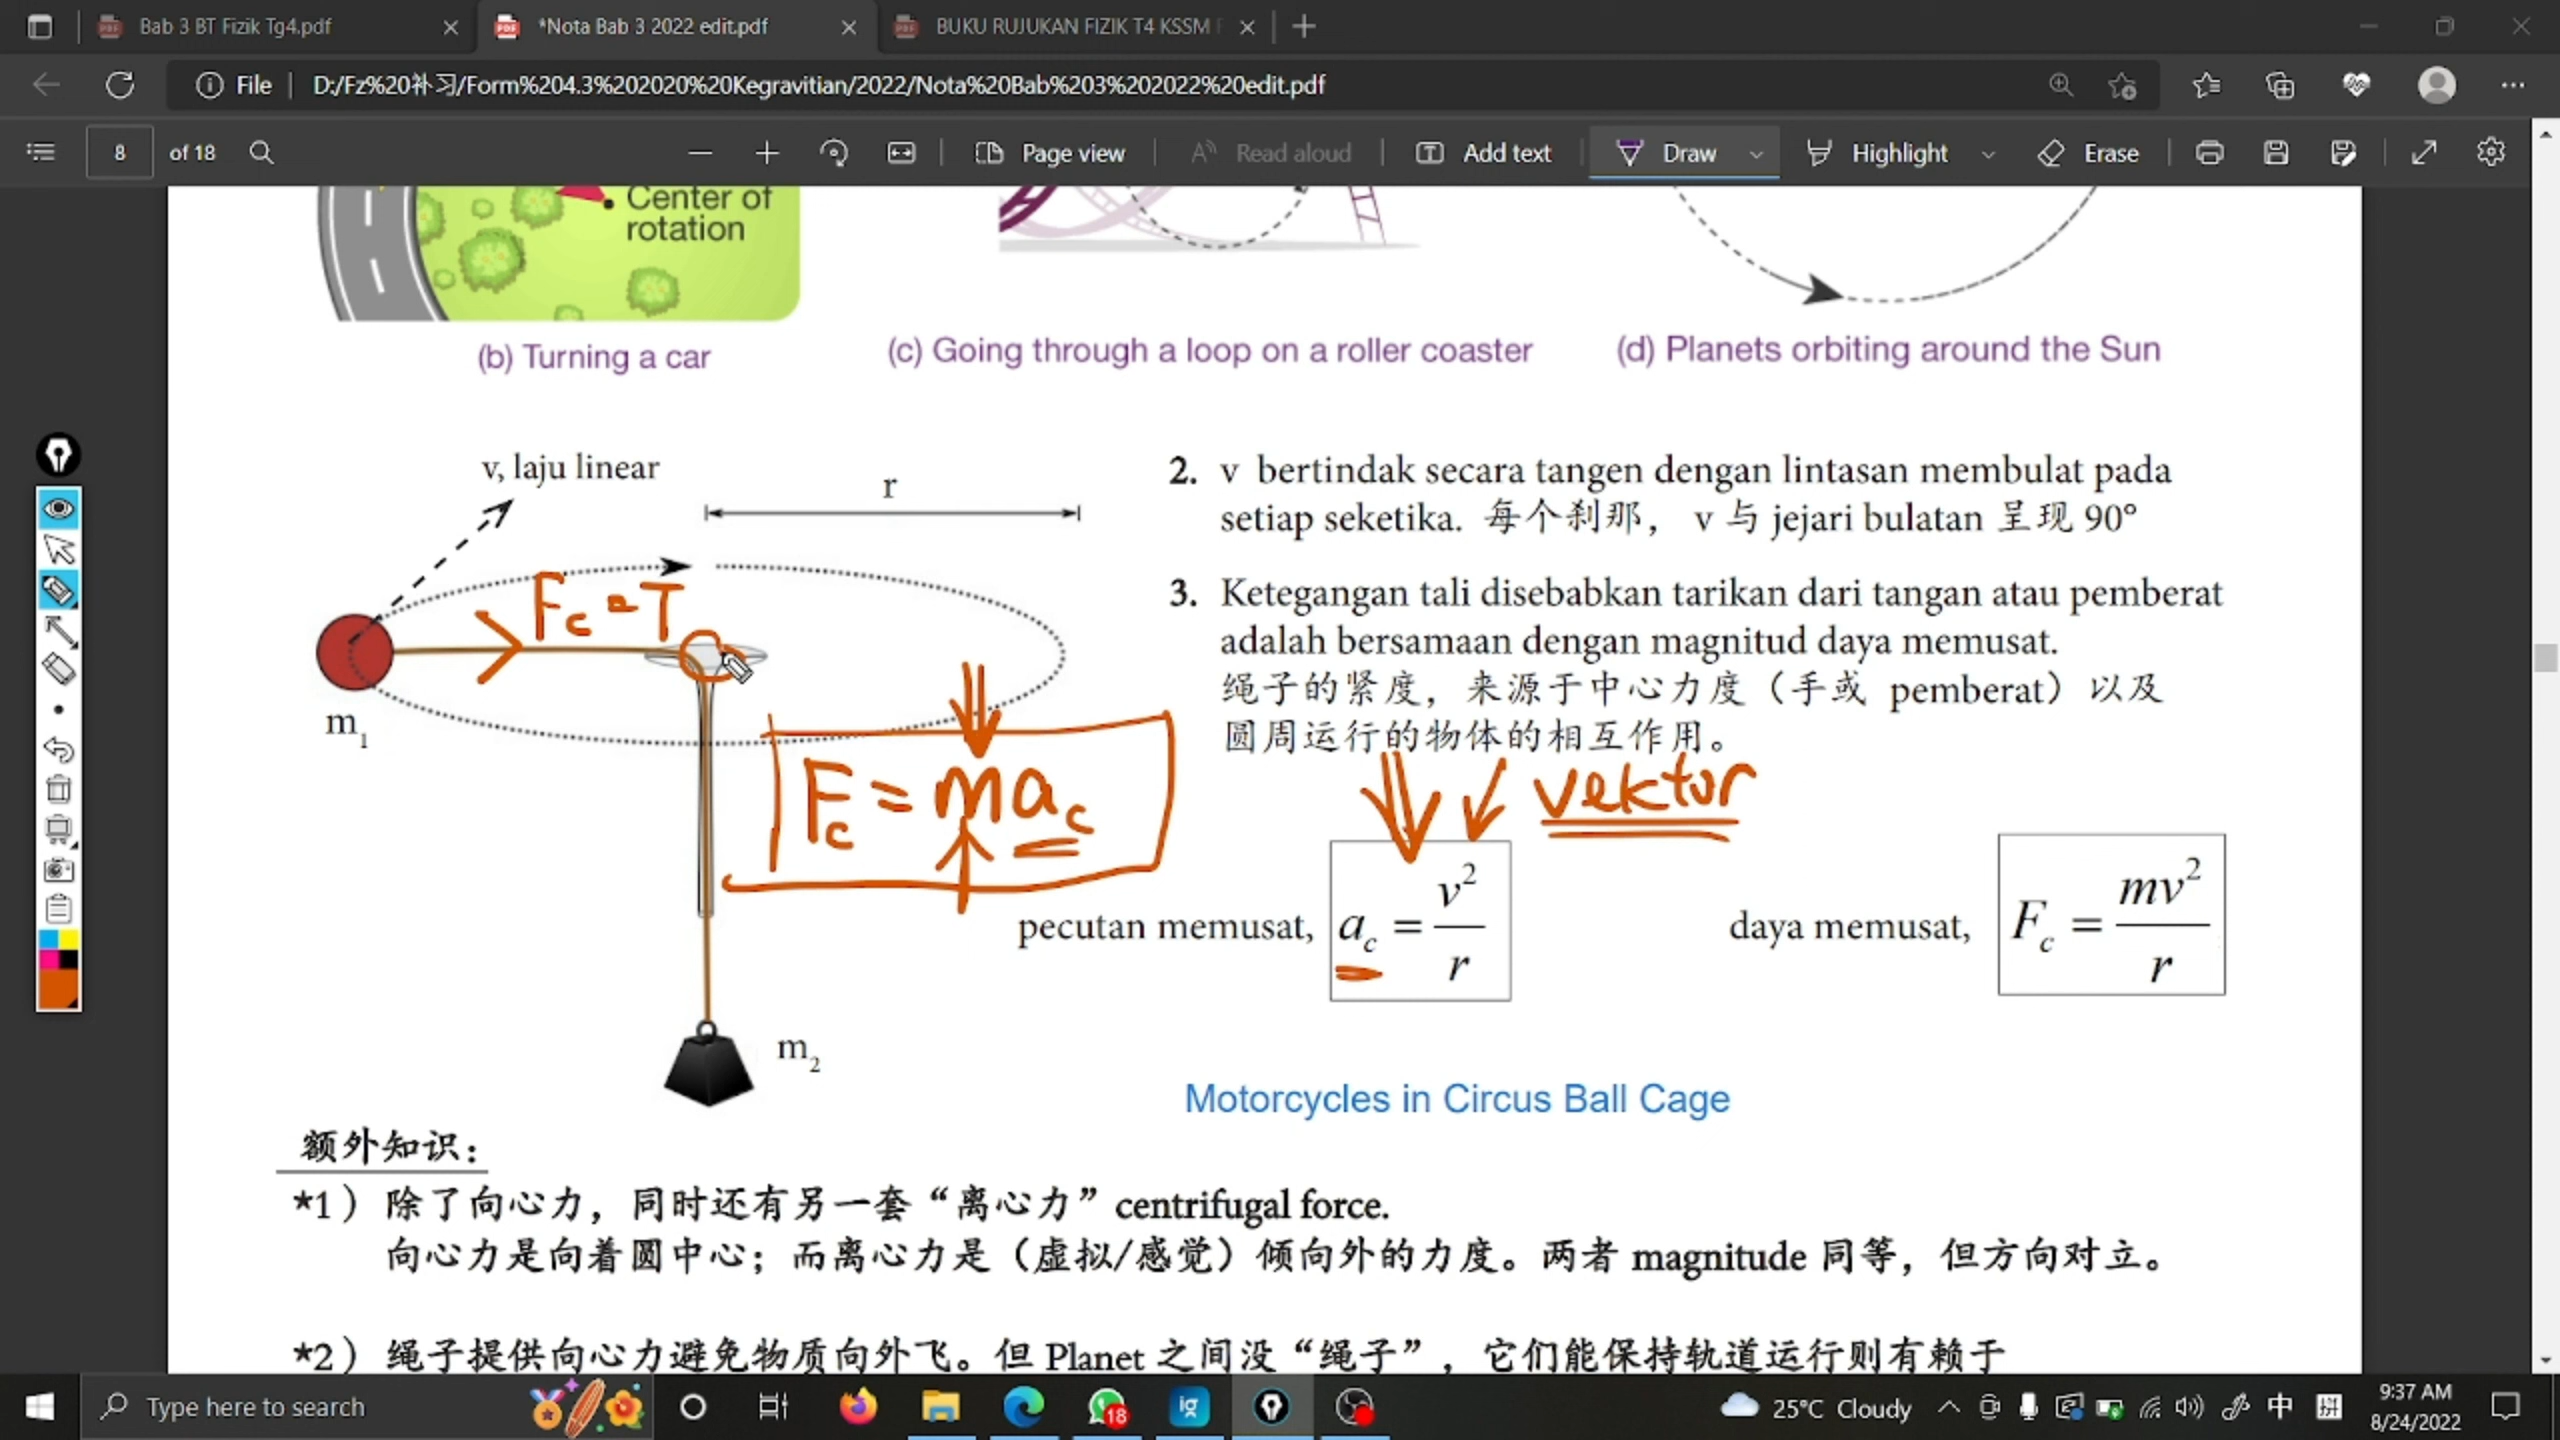 Bab 3 BT Fizik Tg4.pdf
*Nota Bab 3 2022 edit.pdf
BUKU RUJUKAN FIZIK T4 KSSM
File
D:/Fz%20补习/Form%204.3%202020%20Kegravitian/2022/Nota%20Bab%203%202022%20edit.pdf
8 of 18
Page view
Read aloud
Add text
Draw
Highlight
Erase
Center of
rotation
(b) Turning a car
(c) Going through a loop on a roller coaster
(d) Planets orbiting around the Sun
v, laju linear
r
Fc = T
m1
Fc = mac
m2
2. v bertindak secara tangen dengan lintasan membulat pada
setiap seketika. 每个刹那， v 与 jejari bulatan 呈现 90°
3. Ketegangan tali disebabkan tarikan dari tangan atau pemberat
adalah bersamaan dengan magnitud daya memusat.
绳子的紧度，来源于中心力度（手或 pemberat）以及
圆周运行的物体的相互作用。
vektor
pecutan memusat, ac = v²/r
daya memusat, Fc = mv²/r
Motorcycles in Circus Ball Cage
额外知识：
*1）除了向心力，同时还有另一套“离心力”centrifugal force.
向心力是向着圆中心；而离心力是（虚拟/感觉）倾向外的力度。两者 magnitude 同等，但方向对立。
*2）绳子提供向心力避免物质向外飞。但 Planet 之间没“绳子”，它们能保持轨道运行则有赖于
Type here to search
18
ig
25°C Cloudy
中
拼
9:37 AM
8/24/2022